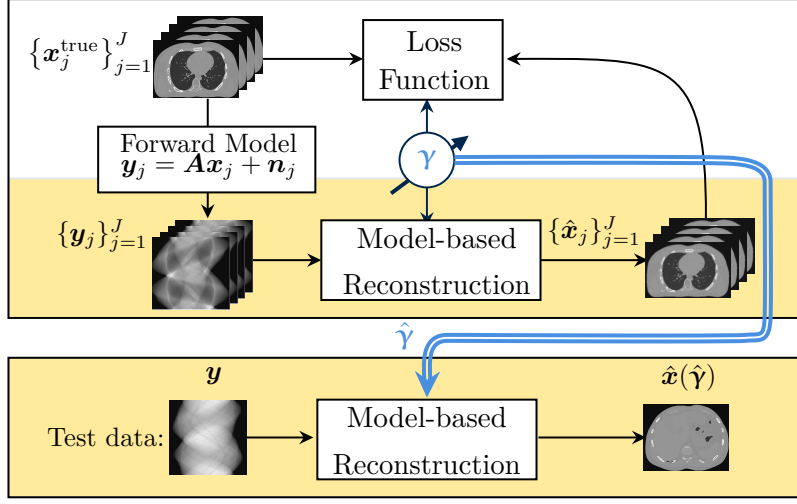 {x_j^true}_{j=1}^J
Loss
Function
Forward Model
y_j = Ax_j + n_j
γ
{y_j}_{j=1}^J
Model-based
Reconstruction
{x̂_j}_{j=1}^J
γ̂
y
x̂(γ̂)
Test data:
Model-based
Reconstruction